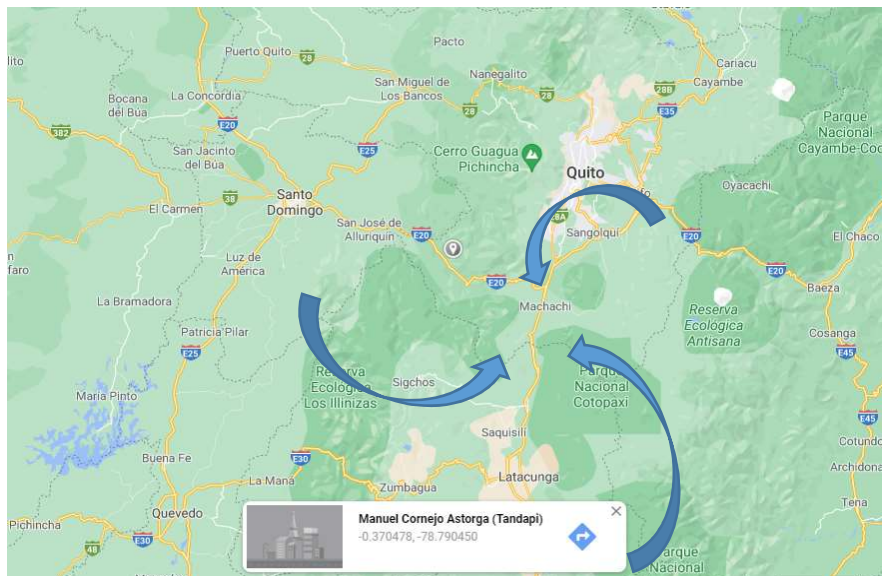 Pacto
Puerto Quito
28
Cariacu
San Miguel de
Los Bancos
Nanegalito
28B
Cayambe
Bocana
del Búa
La Concordia
28
28
E35
E20
382
Parque
Nacional
Cayambe-Coc
San Jacinto
del Búa
E25
Cerro Guagua
Pichincha
Quito
Oyacachi
38
Santo
Domingo
El Carmen
San José de
Alluriquín
E20
28A
Sangolquí
E20
El Chaco
Luz de
América
E20
E20
Baeza
La Bramadora
Machachi
Reserva
Ecológica
Antisana
Patricia Pilar
E25
Cosanga
E45
Reserva
Ecológica
Los Illinizas
Sigchos
Parque
Nacional
Cotopaxi
María Pinto
E45
Saquisilí
Cotundo
Buena Fe
E30
Archidona
La Maná
Zumbagua
Latacunga
Tena
Quevedo
Pichincha
E30
48
Manuel Cornejo Astorga (Tandapi)
-0.370478, -78.790450
Parque
Nacional